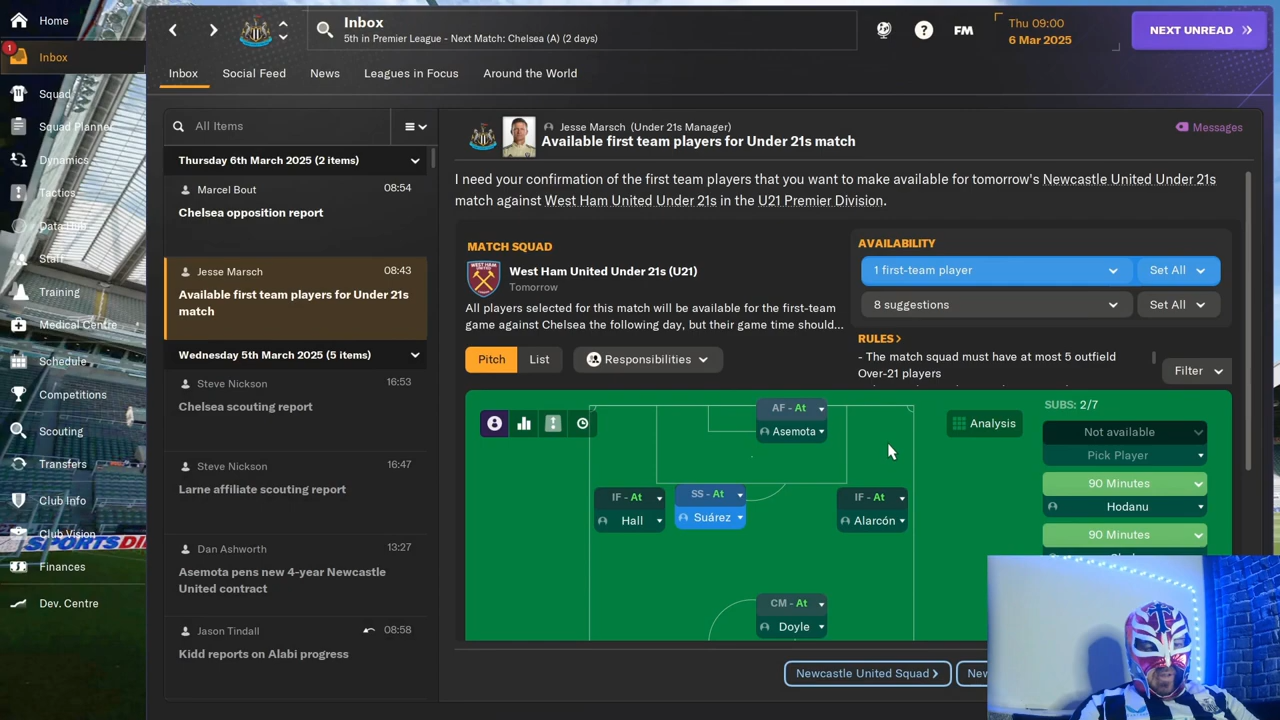 Home
Inbox
5th in Premier League - Next Match: Chelsea (A) (2 days)
FM
Thu 09:00
6 Mar 2025
NEXT UNREAD
1
Inbox
Squad
Squad Planner
Dynamics
Tactics
Training
Medical Centre
Schedule
Competitions
Scouting
Transfers
Club Info
Club Vision
SPORTSDI
Finances
Dev. Centre
Inbox
Social Feed
News
Leagues in Focus
Around the World
All Items
Thursday 6th March 2025 (2 items)
Marcel Bout 08:54
Chelsea opposition report
Jesse Marsch 08:43
Available first team players for Under 21s
match
Wednesday 5th March 2025 (5 items)
Steve Nickson 16:53
Chelsea scouting report
Steve Nickson 16:47
Larne affiliate scouting report
Dan Ashworth 13:27
Asemota pens new 4-year Newcastle
United contract
Jason Tindall 08:58
Kidd reports on Alabi progress
Jesse Marsch (Under 21s Manager)
Available first team players for Under 21s match
Messages
I need your confirmation of the first team players that you want to make available for tomorrow's Newcastle United Under 21s
match against West Ham United Under 21s in the U21 Premier Division.
MATCH SQUAD
West Ham United Under 21s (U21)
Tomorrow
All players selected for this match will be available for the first-team
game against Chelsea the following day, but their game time should...
AVAILABILITY
1 first-team player
Set All
8 suggestions
Set All
RULES
- The match squad must have at most 5 outfield
Over-21 players
Pitch
List
Responsibilities
Filter
Analysis
AF - At
Asemota
IF - At
Hall
SS - At
Suárez
IF - At
Alarcón
CM - At
Doyle
SUBS: 2/7
Not available
Pick Player
90 Minutes
Hodanu
90 Minutes
Newcastle United Squad